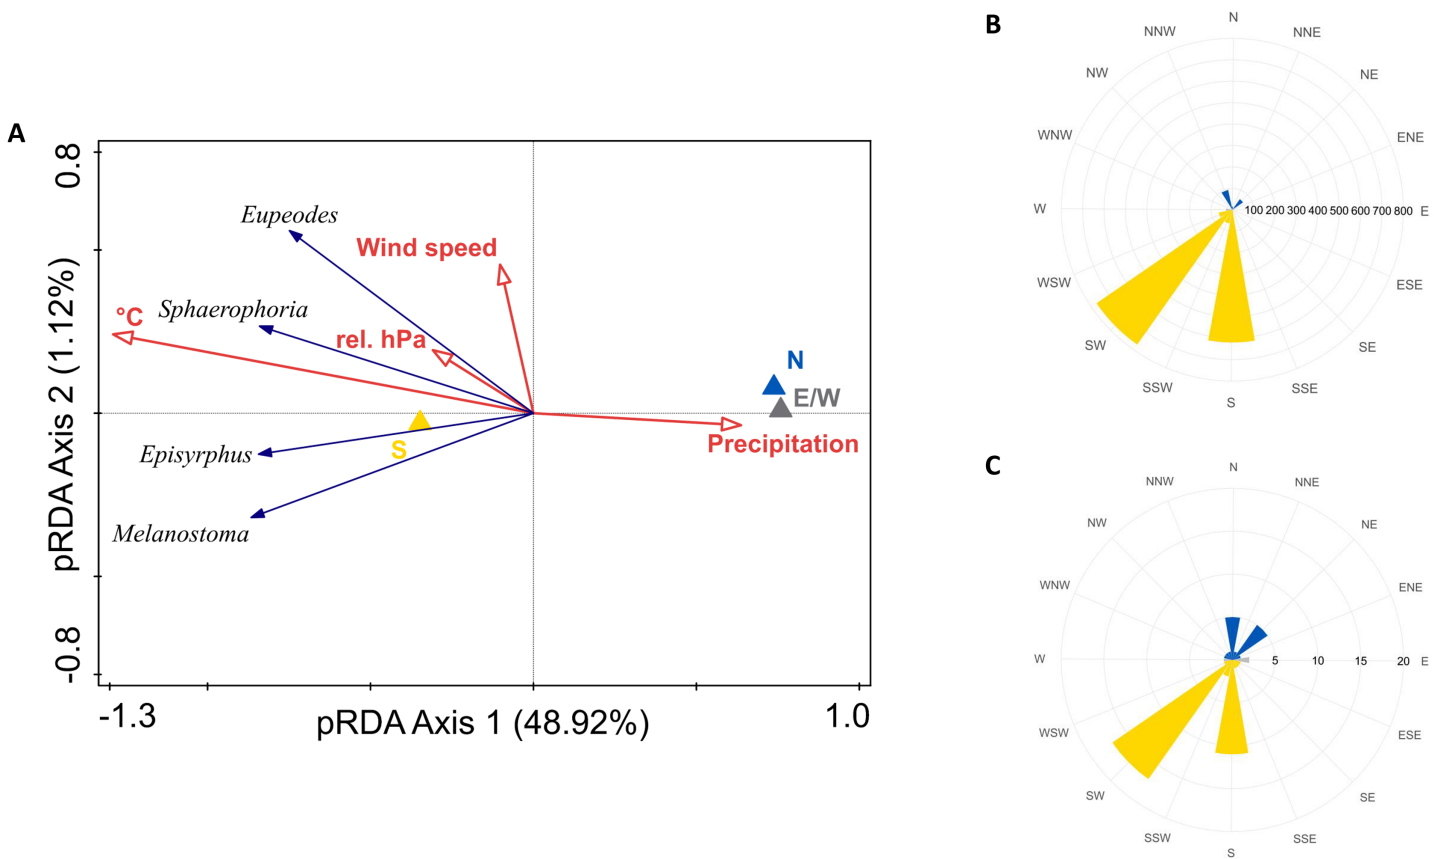 A
0.8
pRDA Axis 2 (1.12%)
-0.8
Eupeodes
Wind speed
Sphaerophoria
°C
rel. hPa
N
E/W
S
Precipitation
Episyrphus
Melanostoma
-1.3
pRDA Axis 1 (48.92%)
1.0
B
N
NNW
NNE
NW
NE
WNW
ENE
W
100 200 300 400 500 600 700 800
E
WSW
ESE
SW
SE
SSW
SSE
S
C
N
NNW
NNE
NW
NE
WNW
ENE
W
5 10 15 20
E
WSW
ESE
SW
SE
SSW
SSE
S